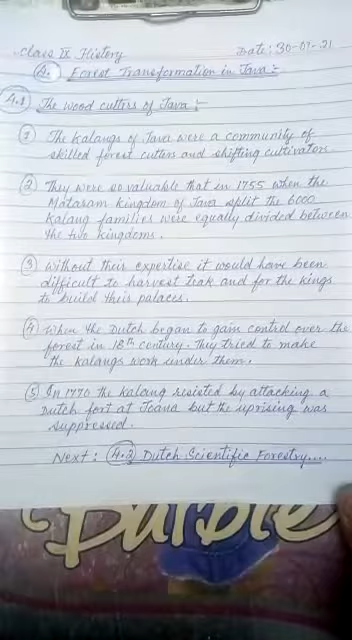 Class IX History
Date: 30-07-21
4. Forest Transformation in Java:-
4.1 The wood cutters of Java:-
1 The Kalangs of Java were a community of
skilled forest cutters and shifting cultivators
2 They were so valuable that in 1755 when the
Mataram kingdom of Java split the 6000
Kalang families were equally divided between
the two kingdoms.
3 Without their expertise it would have been
difficult to harvest teak and for the kings
to build their palaces.
4 When the Dutch began to gain control over the
forest in 18th century. They tried to make
the kalangs work under them.
5 In 1770 the kalang resisted by attacking a
Dutch fort at Joana but the uprising was
suppressed.
Next: 4.2 Dutch Scientific Forestry....
Barbie